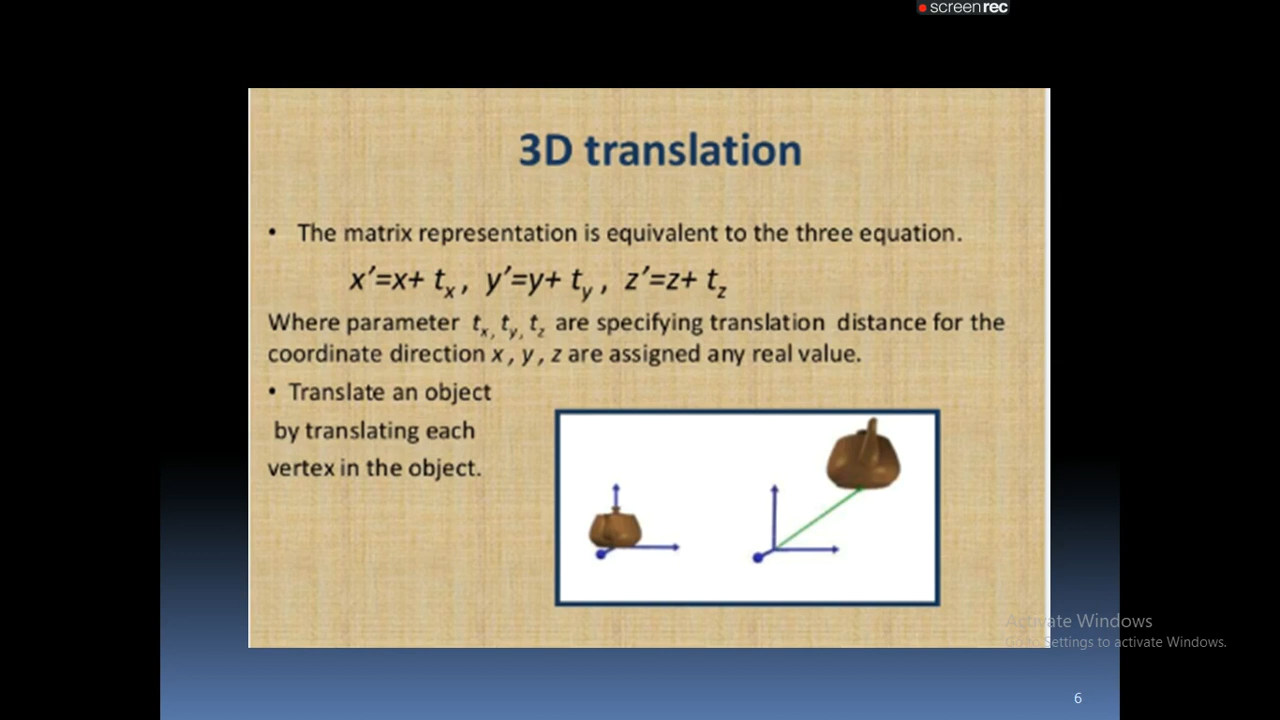 screenrec
3D translation
• The matrix representation is equivalent to the three equation.
x′=x+ tx , y′=y+ ty , z′=z+ tz
Where parameter tx, ty, tz are specifying translation distance for the
coordinate direction x , y , z are assigned any real value.
• Translate an object
by translating each
vertex in the object.
Activate Windows
Settings to activate Windows.
6